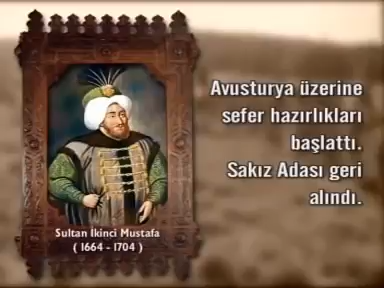 Avusturya üzerine
sefer hazırlıkları
başlattı.
Sakız Adası geri
alındı.
Sultan İkinci Mustafa
( 1664 - 1704 )